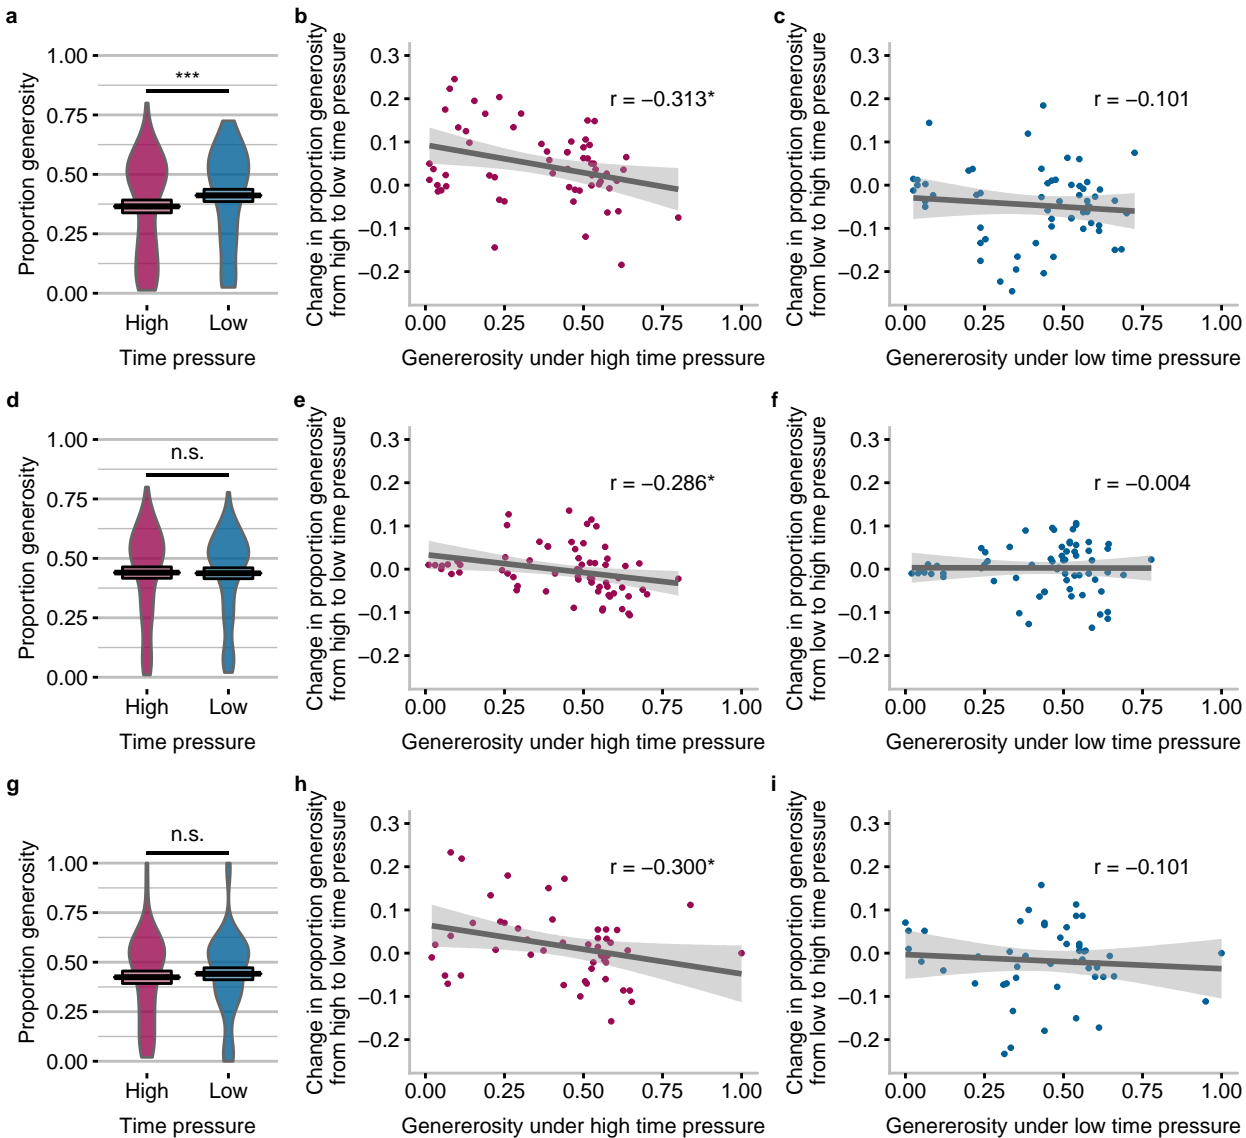 a
Proportion generosity
1.00
0.75
0.50
0.25
0.00
***
High
Low
Time pressure
b
Change in proportion generosity
from high to low time pressure
0.3
0.2
0.1
0.0
−0.1
−0.2
r = −0.313*
0.00 0.25 0.50 0.75 1.00
Genererosity under high time pressure
c
Change in proportion generosity
from low to high time pressure
0.3
0.2
0.1
0.0
−0.1
−0.2
r = −0.101
0.00 0.25 0.50 0.75 1.00
Genererosity under low time pressure
d
Proportion generosity
1.00
0.75
0.50
0.25
0.00
n.s.
High
Low
Time pressure
e
Change in proportion generosity
from high to low time pressure
0.3
0.2
0.1
0.0
−0.1
−0.2
r = −0.286*
0.00 0.25 0.50 0.75 1.00
Genererosity under high time pressure
f
Change in proportion generosity
from low to high time pressure
0.3
0.2
0.1
0.0
−0.1
−0.2
r = −0.004
0.00 0.25 0.50 0.75 1.00
Genererosity under low time pressure
g
Proportion generosity
1.00
0.75
0.50
0.25
0.00
n.s.
High
Low
Time pressure
h
Change in proportion generosity
from high to low time pressure
0.3
0.2
0.1
0.0
−0.1
−0.2
r = −0.300*
0.00 0.25 0.50 0.75 1.00
Genererosity under high time pressure
i
Change in proportion generosity
from low to high time pressure
0.3
0.2
0.1
0.0
−0.1
−0.2
r = −0.101
0.00 0.25 0.50 0.75 1.00
Genererosity under low time pressure